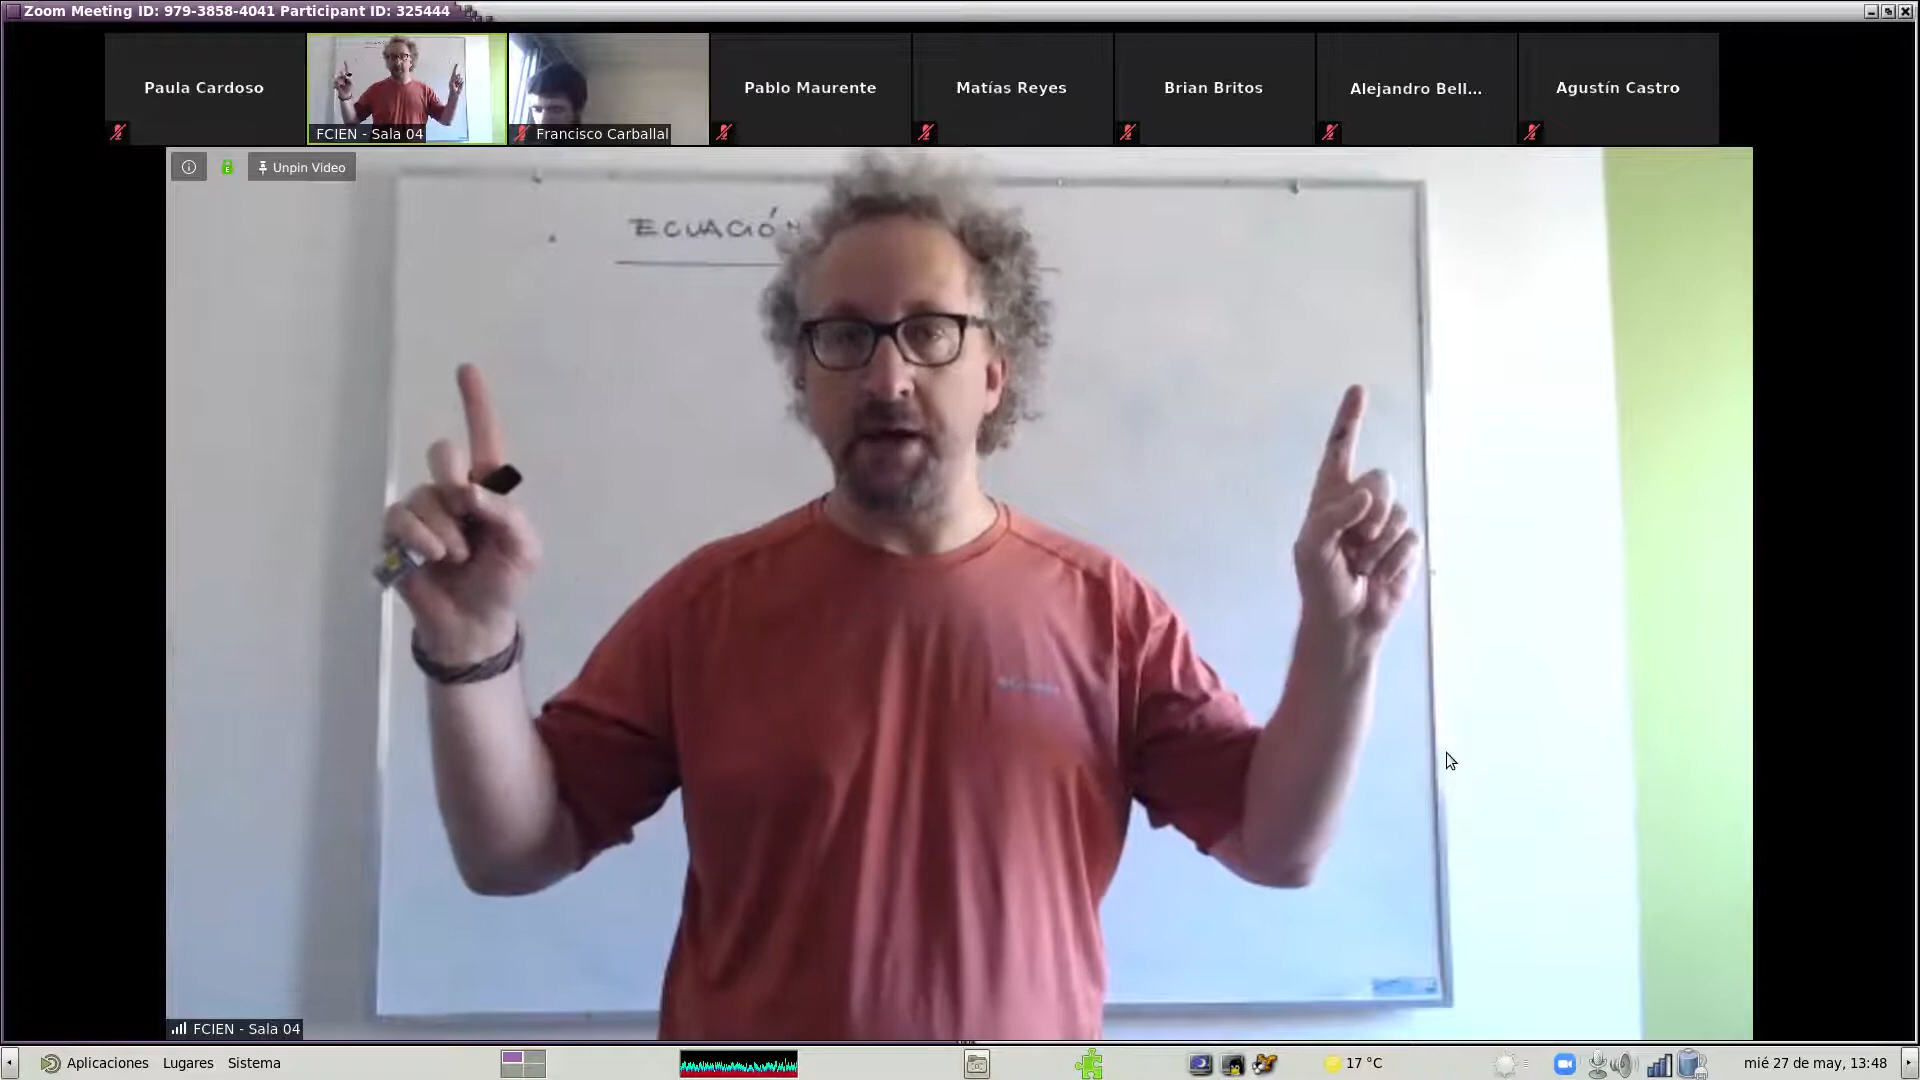 Zoom Meeting ID: 979-3858-4041 Participant ID: 325444
Paula Cardoso
FCIEN - Sala 04
Francisco Carballal
Pablo Maurente
Matías Reyes
Brian Britos
Alejandro Bell...
Agustín Castro
Unpin Video
ECUACIÓN
FCIEN - Sala 04
Aplicaciones Lugares Sistema
17 °C
mié 27 de may, 13:48